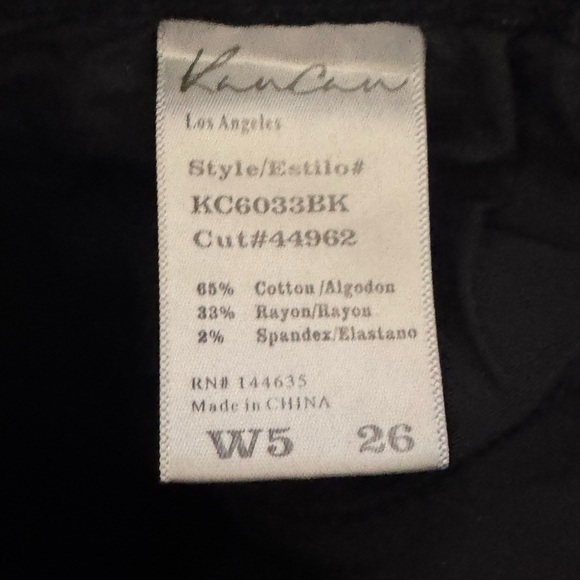 KanCan
Los Angeles
Style/Estilo#
KC6033BK
Cut#44962
65% Cotton/Algodon
33% Rayon/Rayon
2% Spandex/Elastano
RN# 144635
Made in CHINA
W5 26